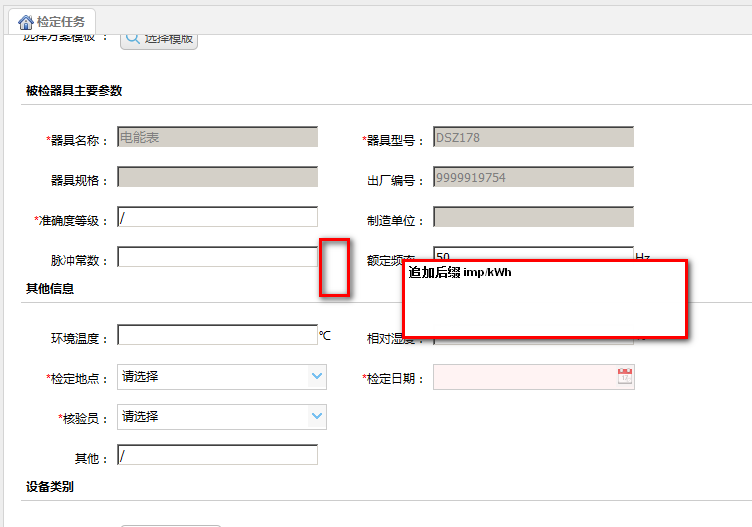 检定任务
选择方案模板 ： 选择模版
被检器具主要参数
*器具名称 ： 电能表 *器具型号 ： DSZ178
器具规格 ： 出厂编号 ： 9999919754
*准确度等级 ： / 制造单位 ：
脉冲常数 ： 额定频率 50 Hz
追加后缀 imp/kWh
其他信息
环境温度 ： ℃ 相对湿度 ：
*检定地点 ： 请选择 *检定日期 ：
*核验员 ： 请选择
其他 ： /
设备类别